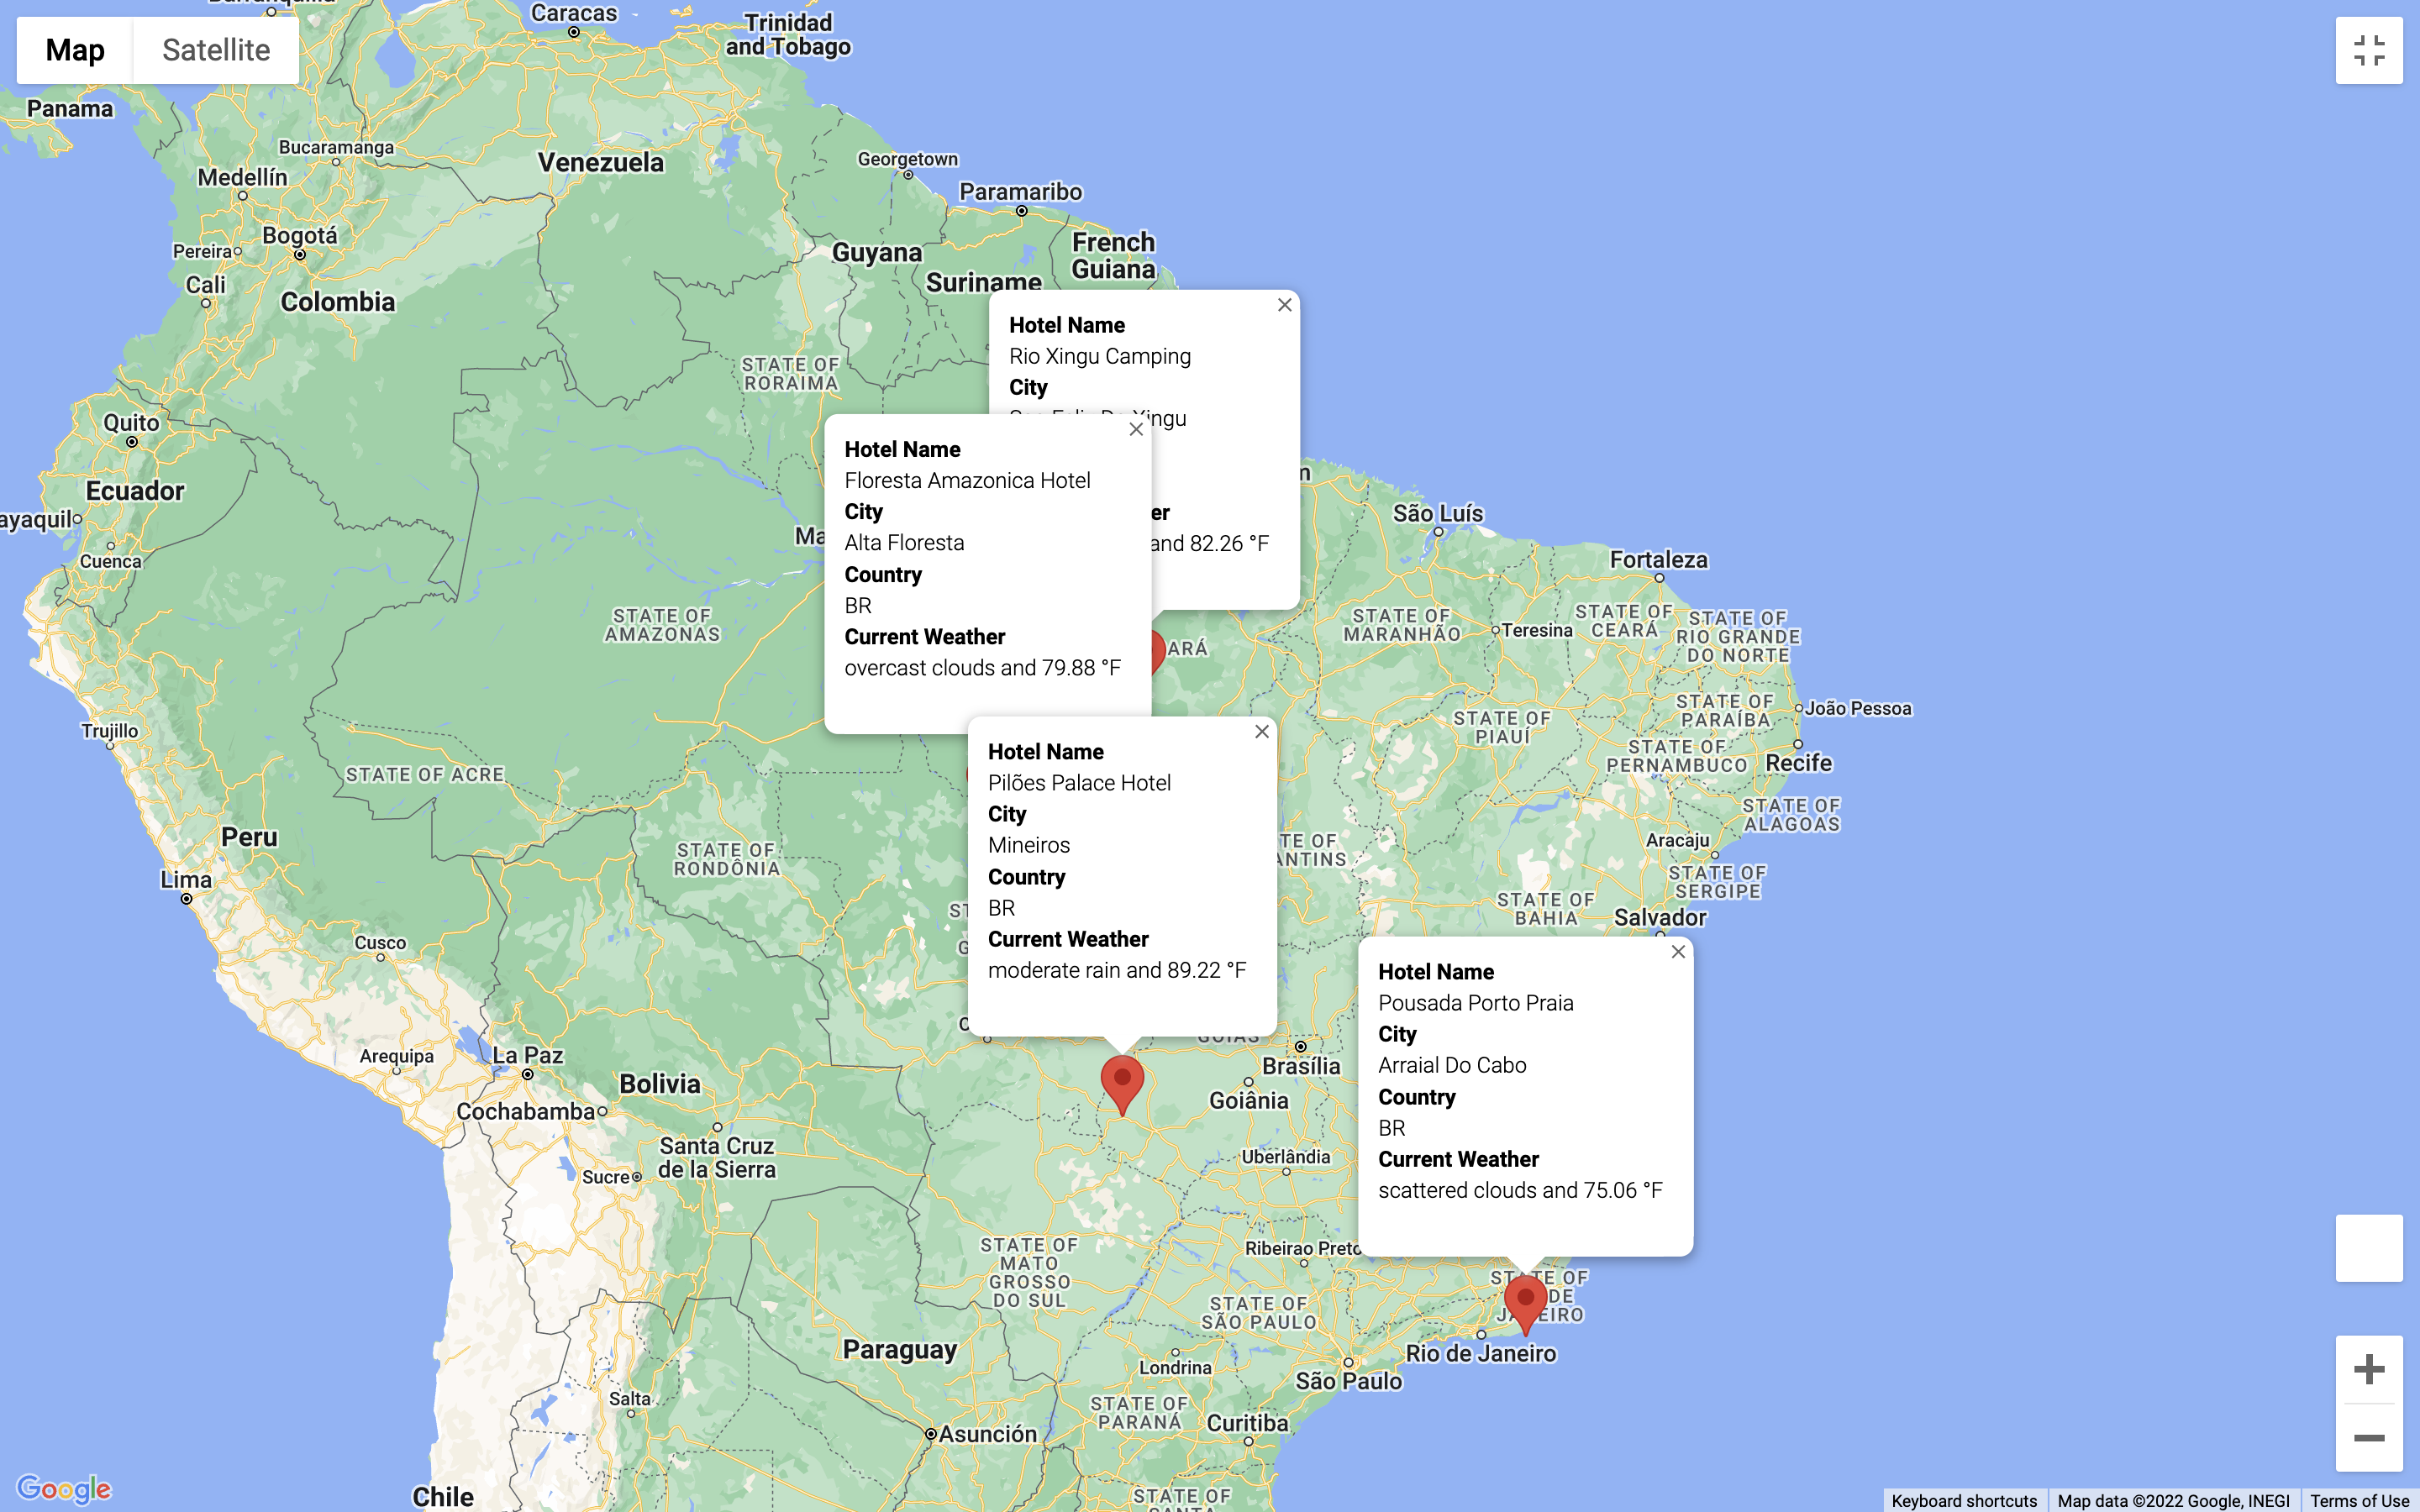 Caracas
Trinidad
and Tobago
Map
Satellite
Panama
Bucaramanga
Medellín
Venezuela
Georgetown
Paramaribo
Bogotá
Pereira
Cali
Colombia
Guyana
Suriname
French
Guiana
STATE OF
RORAIMA
Hotel Name
Rio Xingu Camping
City
Xingu
er
and 82.26 °F
Quito
Ecuador
ayaquil
Cuenca
Hotel Name
Floresta Amazonica Hotel
City
Alta Floresta
Country
BR
Current Weather
overcast clouds and 79.88 °F
Ma
m
ARÁ
São Luís
Fortaleza
STATE OF
AMAZONAS
STATE OF
MARANHÃO
Teresina
STATE OF
CEARÁ
STATE OF
RIO GRANDE
DO NORTE
STATE OF
PARAÍBA
João Pessoa
STATE OF
PIAUÍ
STATE OF
PERNAMBUCO
Recife
Trujillo
STATE OF ACRE
Peru
Lima
STATE OF
RONDÔNIA
Hotel Name
Pilões Palace Hotel
City
Mineiros
Country
BR
Current Weather
moderate rain and 89.22 °F
TE OF
ANTINS
STATE OF
ALAGOAS
Aracaju
STATE OF
SERGIPE
STATE OF
BAHIA
Salvador
ST
G
C
GOIÁS
Cusco
Arequipa
La Paz
Bolivia
Cochabamba
Santa Cruz
de la Sierra
Sucre
Brasília
Goiânia
Uberlândia
Hotel Name
Pousada Porto Praia
City
Arraial Do Cabo
Country
BR
Current Weather
scattered clouds and 75.06 °F
STATE OF
MATO
GROSSO
DO SUL
Ribeirao Preto
STATE OF
SÃO PAULO
STATE OF
DE
JANEIRO
Rio de Janeiro
São Paulo
Paraguay
Londrina
Salta
STATE OF
PARANÁ
Curitiba
Asunción
Chile
STATE OF
Google
Keyboard shortcuts
Map data ©2022 Google, INEGI
Terms of Use